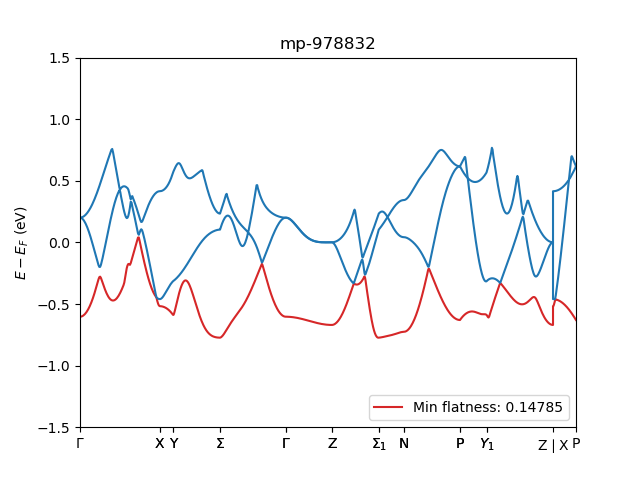 mp-978832
E − E_F (eV)
1.5
1.0
0.5
0.0
−0.5
−1.0
−1.5
Min flatness: 0.14785
Γ X Y Σ Γ Z Σ₁ N P Y₁ Z | X P